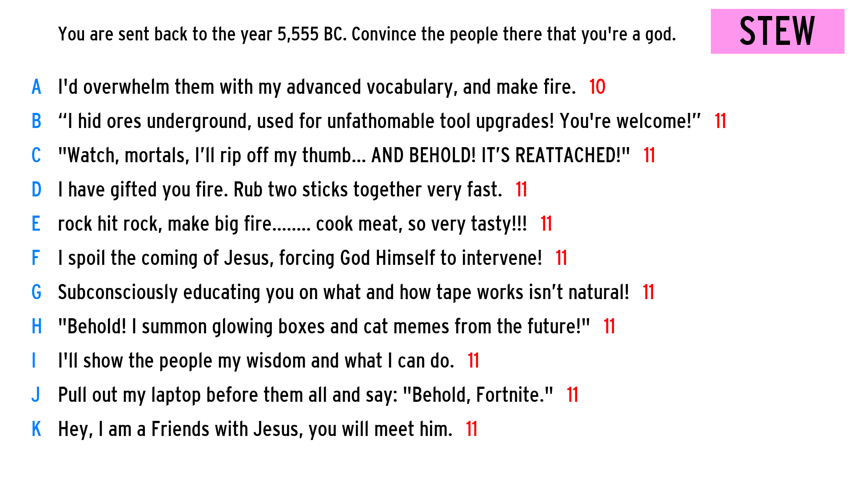 You are sent back to the year 5,555 BC. Convince the people there that you're a god.
STEW
A I'd overwhelm them with my advanced vocabulary, and make fire. 10
B “I hid ores underground, used for unfathomable tool upgrades! You're welcome!” 11
C "Watch, mortals, I’ll rip off my thumb... AND BEHOLD! IT’S REATTACHED!" 11
D I have gifted you fire. Rub two sticks together very fast. 11
E rock hit rock, make big fire........ cook meat, so very tasty!!! 11
F I spoil the coming of Jesus, forcing God Himself to intervene! 11
G Subconsciously educating you on what and how tape works isn’t natural! 11
H "Behold! I summon glowing boxes and cat memes from the future!" 11
I I'll show the people my wisdom and what I can do. 11
J Pull out my laptop before them all and say: "Behold, Fortnite." 11
K Hey, I am a Friends with Jesus, you will meet him. 11